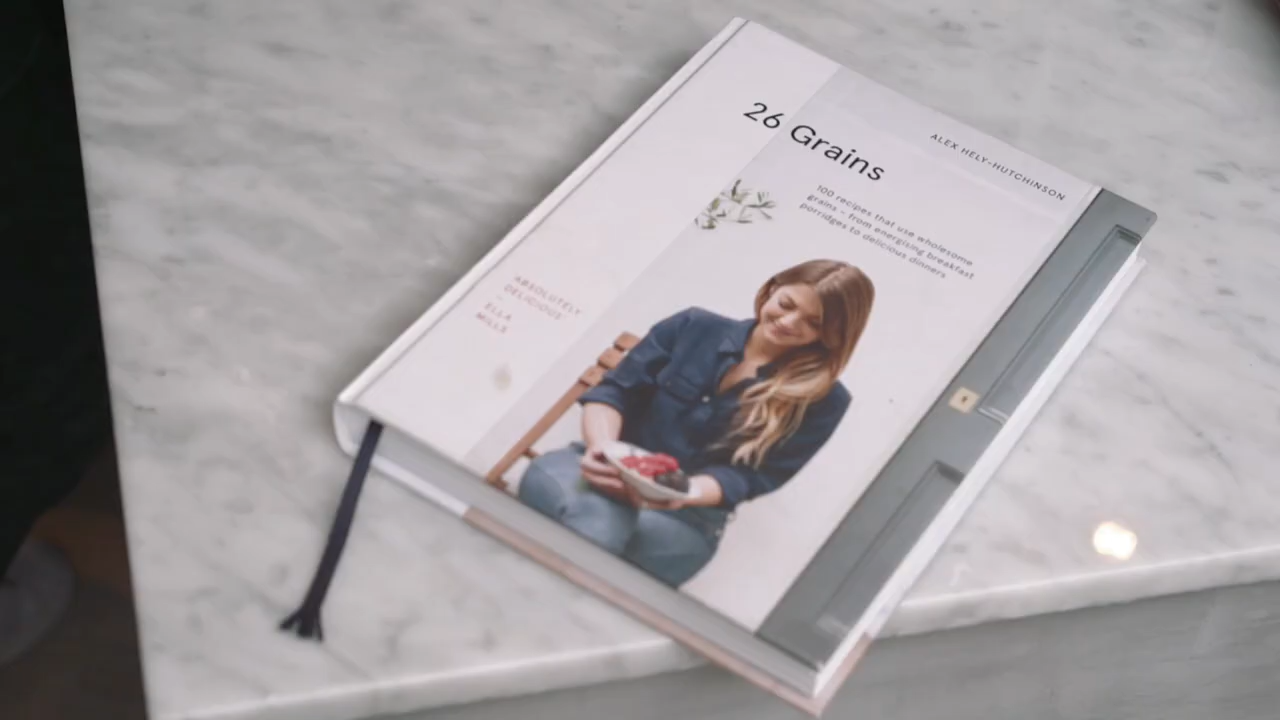 26 Grains
ALEX HELY-HUTCHINSON
100 recipes that use wholesome
grains - from energising breakfast
porridges to delicious dinners
ABSOLUTELY
DELICIOUS'
-
ELLA
MILLS